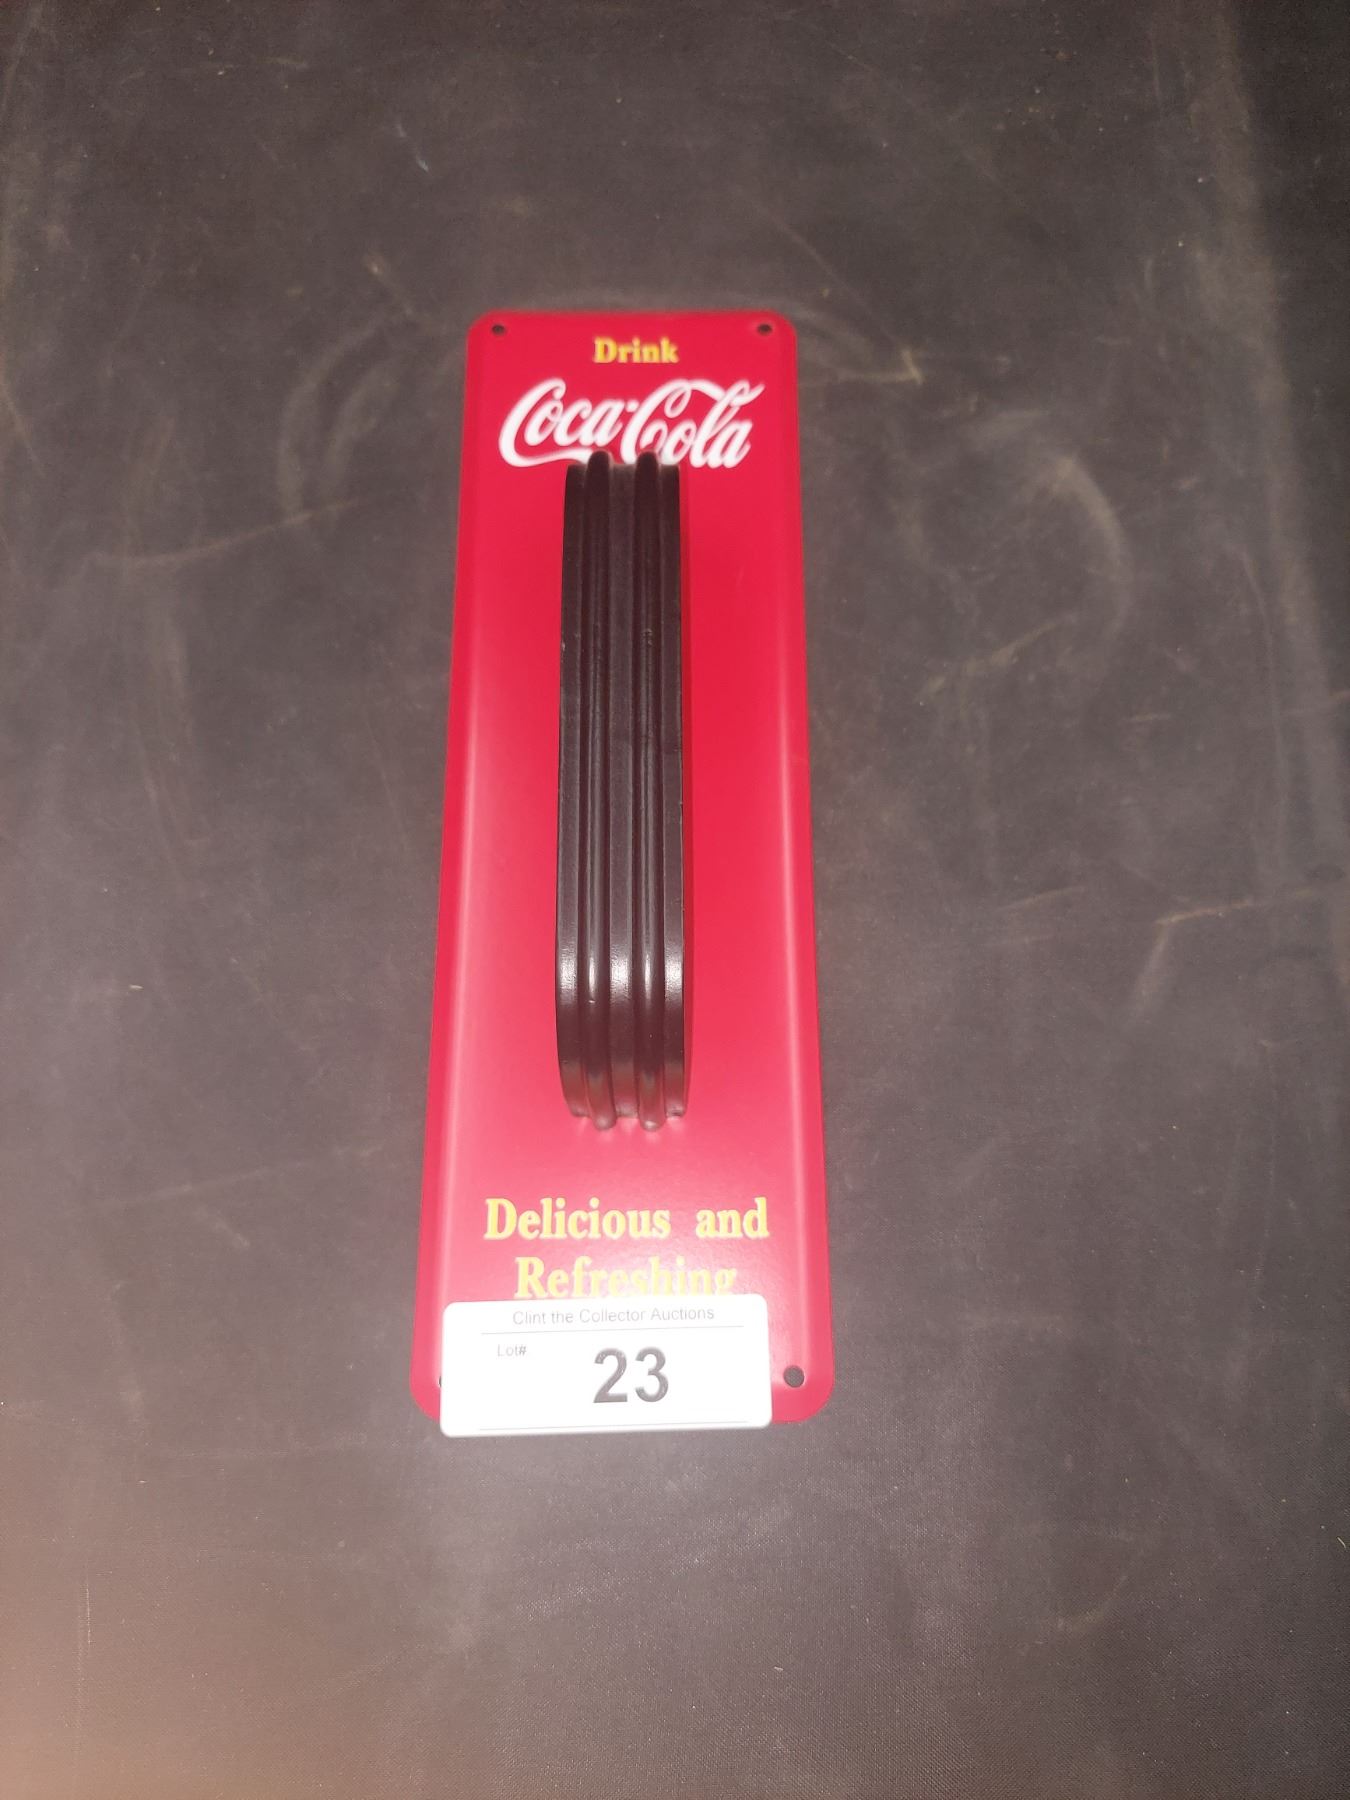 Drink
Coca-Cola
Delicious and
Refreshing
Clint the Collector Auctions
Lot#
23